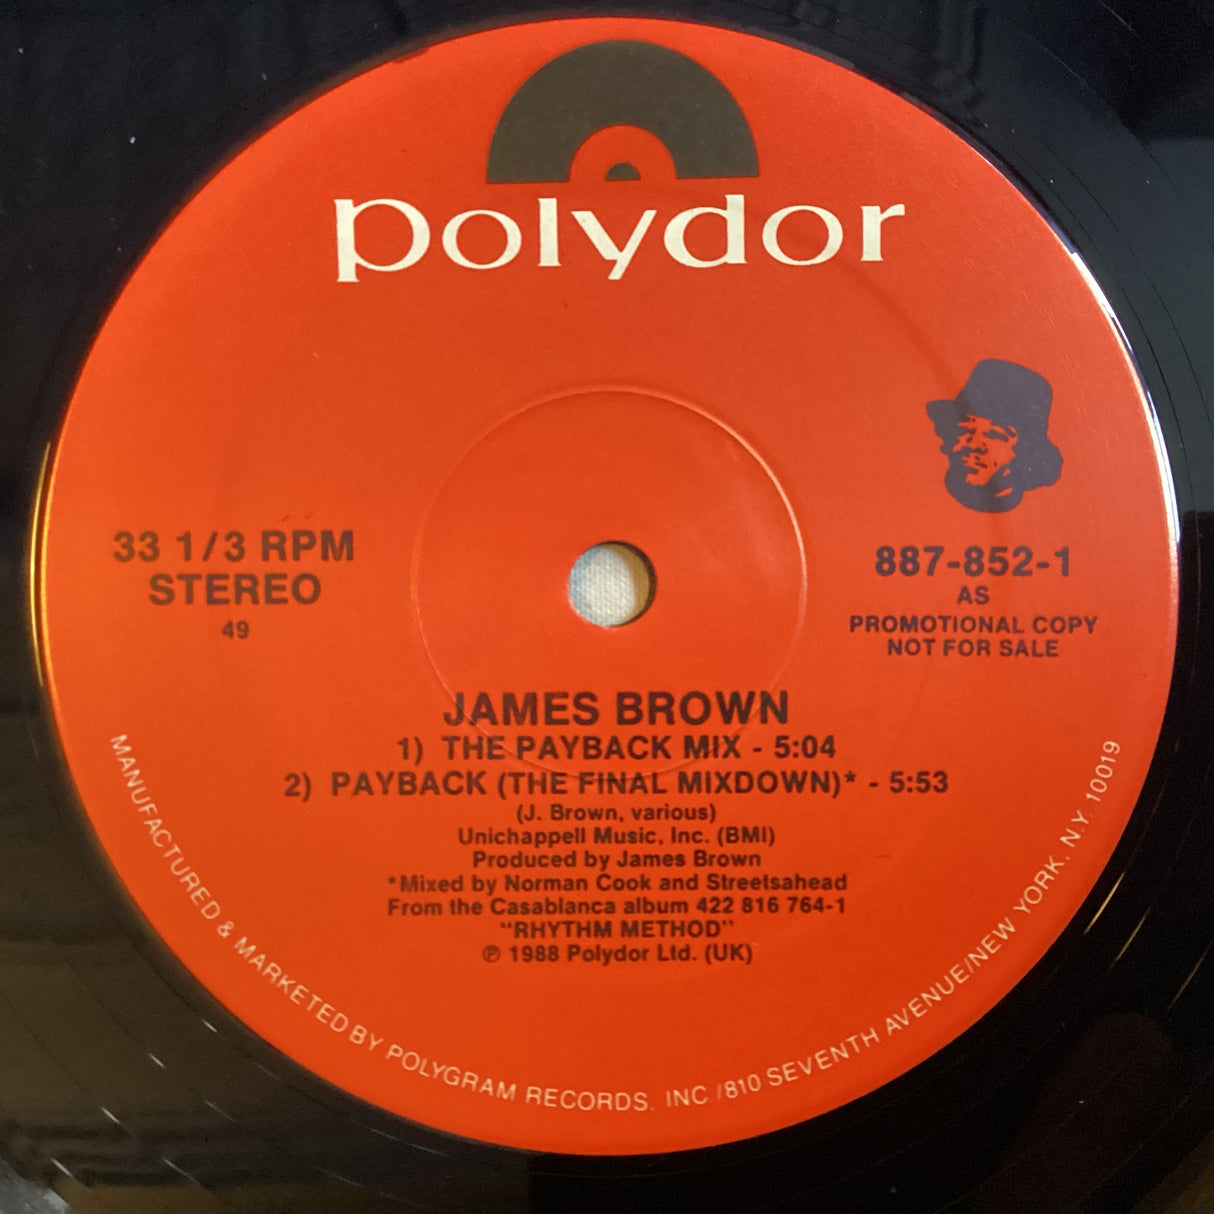 polydor
33 1/3 RPM
STEREO
49
887-852-1
AS
PROMOTIONAL COPY
NOT FOR SALE
JAMES BROWN
1) THE PAYBACK MIX - 5:04
2) PAYBACK (THE FINAL MIXDOWN)* - 5:53
(J. Brown, various)
Unichappell Music, Inc. (BMI)
Produced by James Brown
*Mixed by Norman Cook and Streetsahead
From the Casablanca album 422 816 764-1
"RHYTHM METHOD"
℗ 1988 Polydor Ltd. (UK)
MANUFACTURED & MARKETED BY POLYGRAM RECORDS, INC./810 SEVENTH AVENUE/NEW YORK, N.Y. 10019